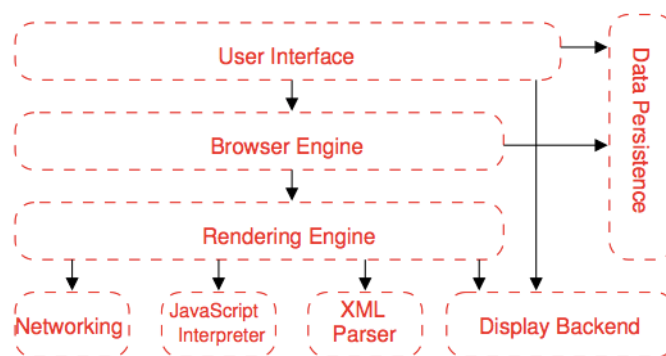 User Interface
Data Persistence
Browser Engine
Rendering Engine
Networking
JavaScript
Interpreter
XML
Parser
Display Backend